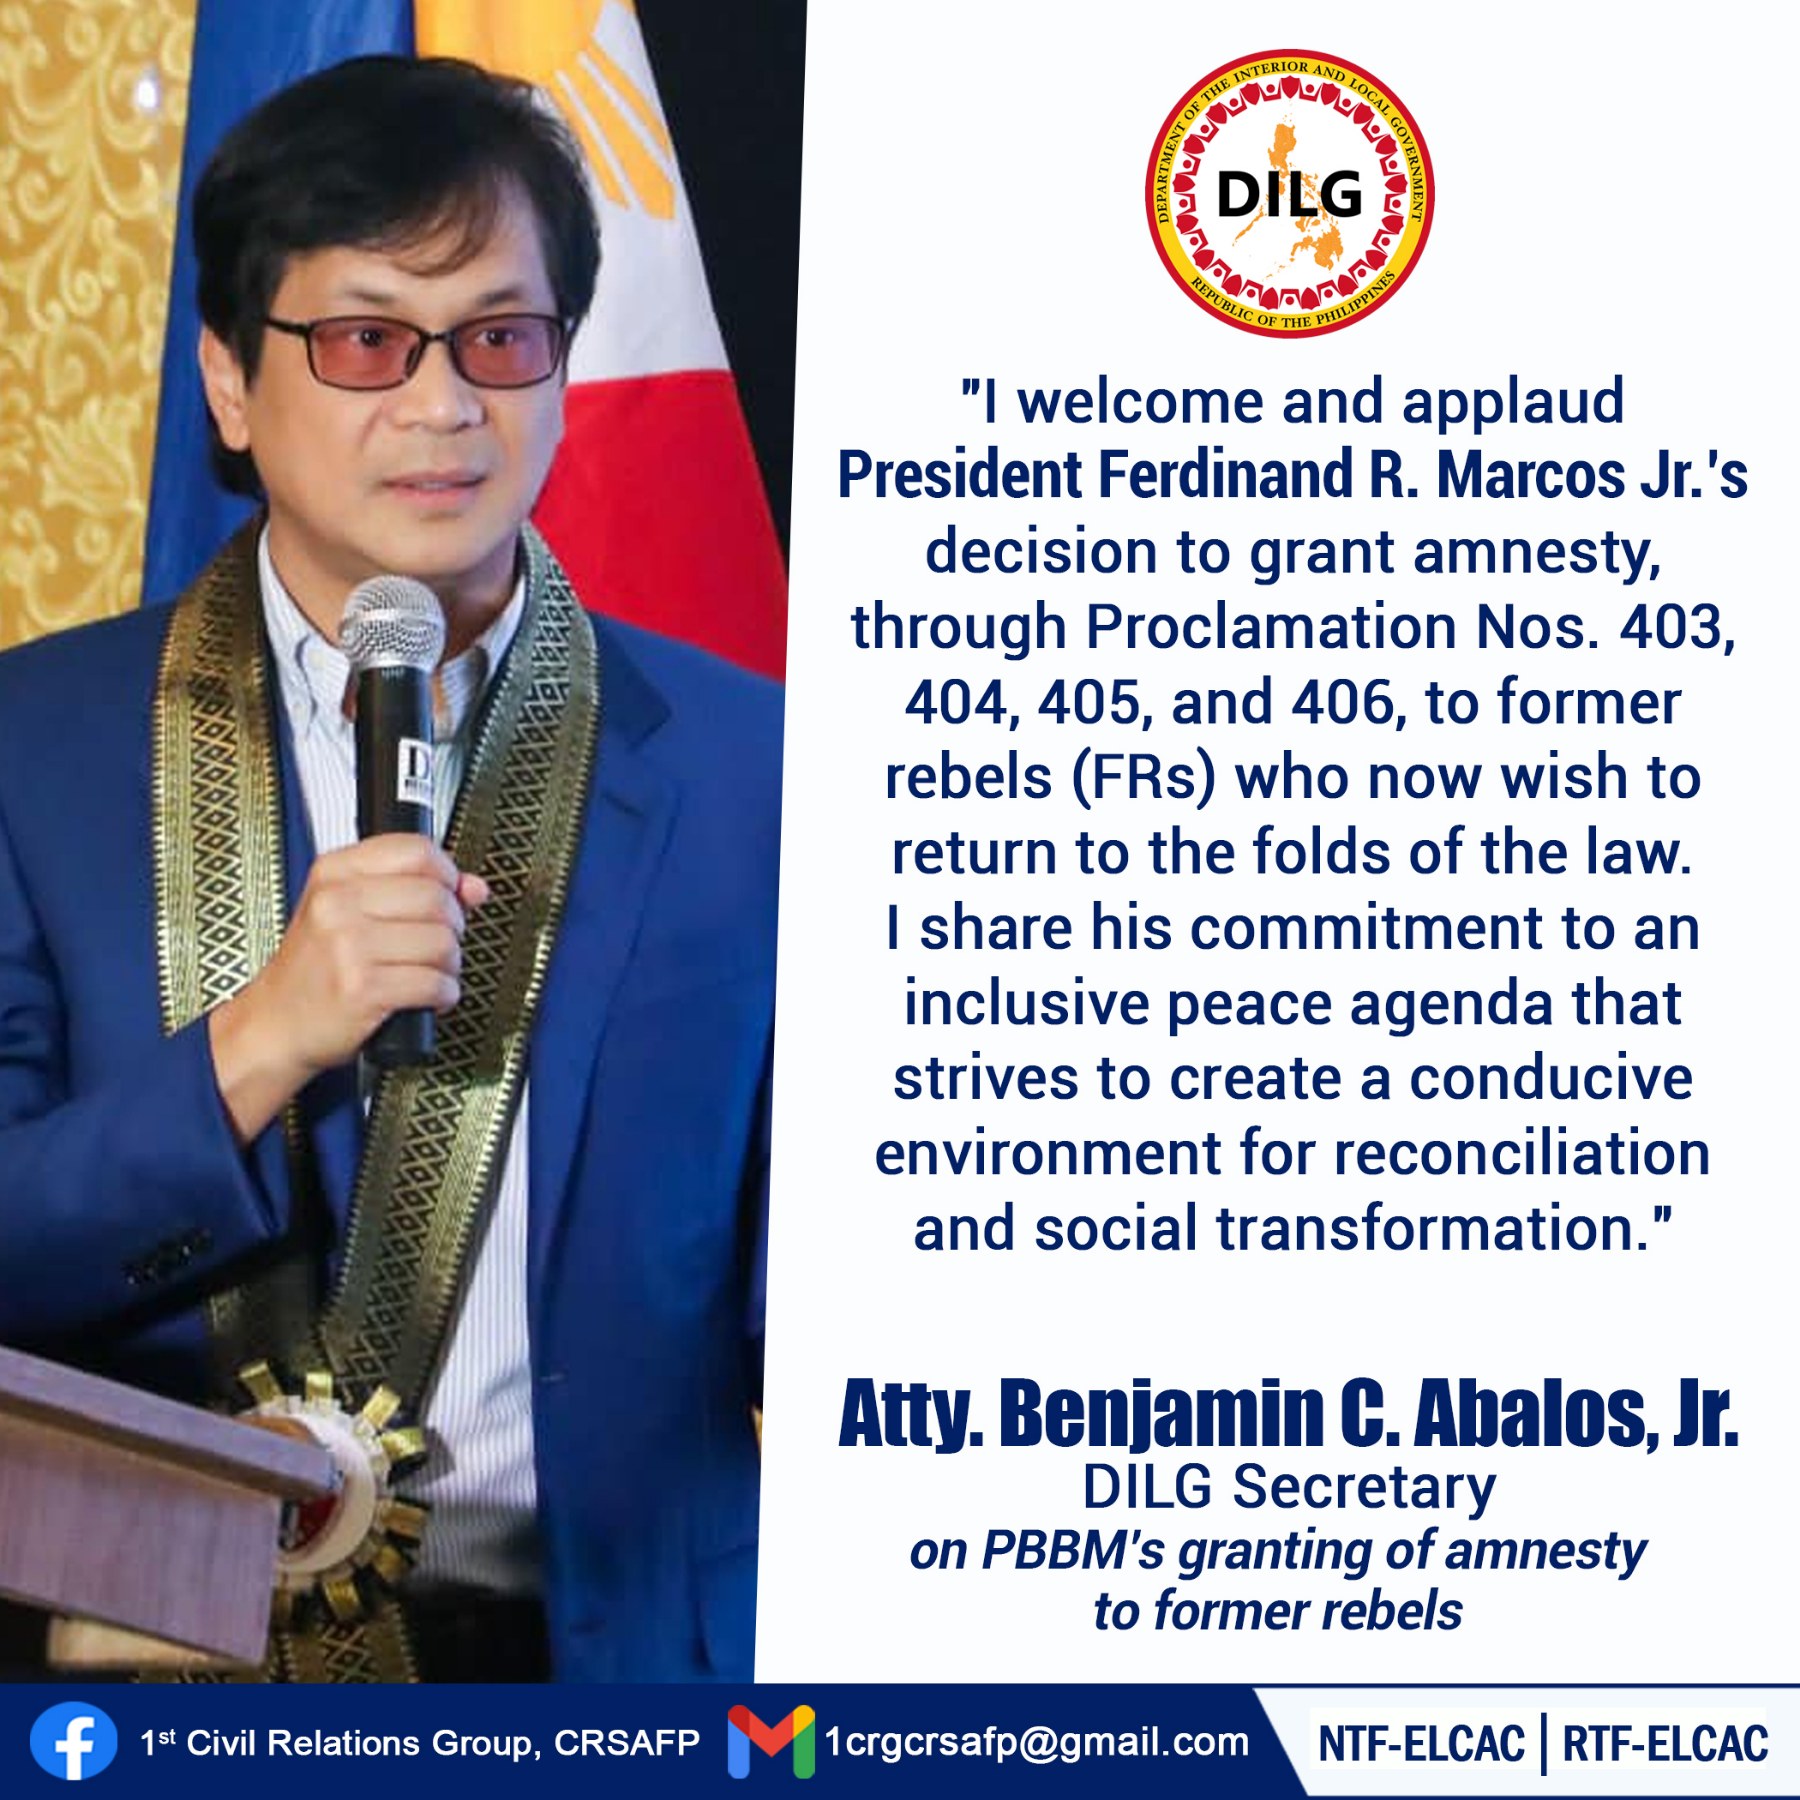 DEPARTMENT OF THE INTERIOR AND LOCAL GOVERNMENT
DILG
REPUBLIC OF THE PHILIPPINES
"I welcome and applaud
President Ferdinand R. Marcos Jr.'s
decision to grant amnesty,
through Proclamation Nos. 403,
404, 405, and 406, to former
rebels (FRs) who now wish to
return to the folds of the law.
I share his commitment to an
inclusive peace agenda that
strives to create a conducive
environment for reconciliation
and social transformation."
Atty. Benjamin C. Abalos, Jr.
DILG Secretary
on PBBM's granting of amnesty
to former rebels
1st Civil Relations Group, CRSAFP
1crgcrsafp@gmail.com
NTF-ELCAC | RTF-ELCAC